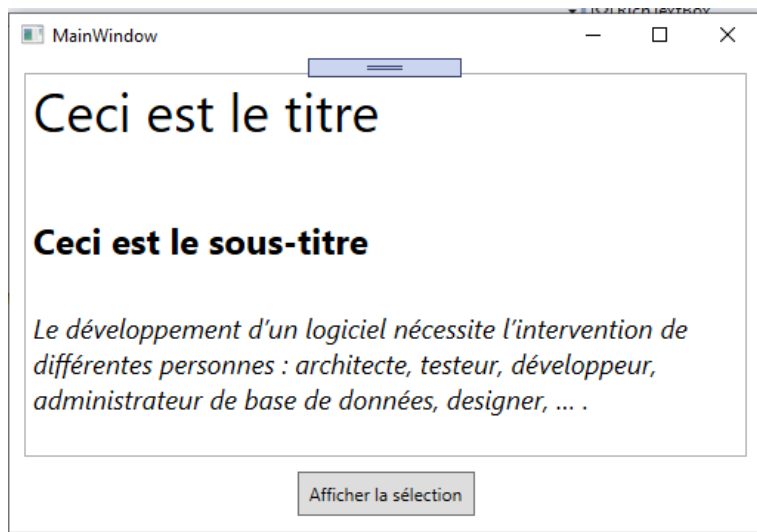 RichTextBox
MainWindow
Ceci est le titre
Ceci est le sous-titre
Le développement d’un logiciel nécessite l’intervention de
différentes personnes : architecte, testeur, développeur,
administrateur de base de données, designer, ... .
Afficher la sélection